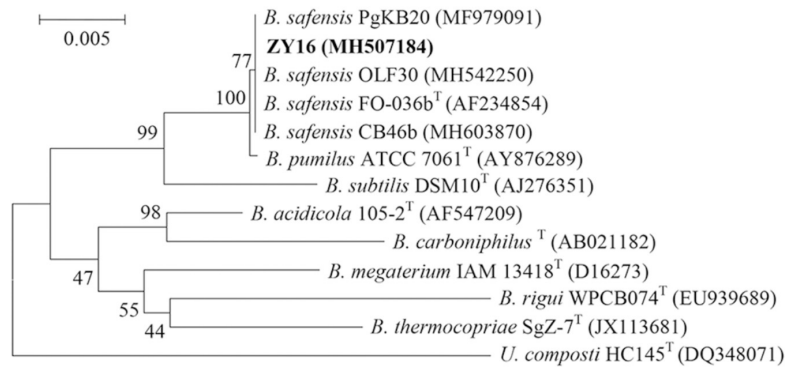 B. safensis PgKB20 (MF979091)
0.005
ZY16 (MH507184)
77
B. safensis OLF30 (MH542250)
100
B. safensis FO-036bT (AF234854)
99
B. safensis CB46b (MH603870)
B. pumilus ATCC 7061T (AY876289)
B. subtilis DSM10T (AJ276351)
98
B. acidicola 105-2T (AF547209)
B. carboniphilus T (AB021182)
47
B. megaterium IAM 13418T (D16273)
B. rigui WPCB074T (EU939689)
55
44
B. thermocopriae SgZ-7T (JX113681)
U. composti HC145T (DQ348071)